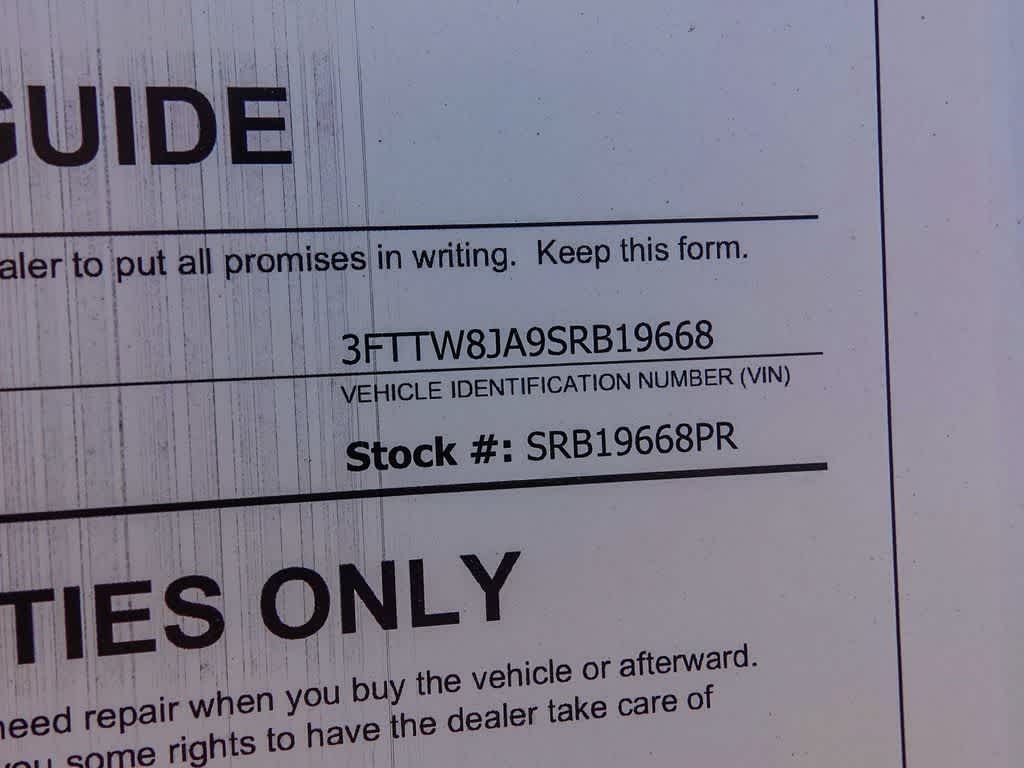 GUIDE
aler to put all promises in writing. Keep this form.
3FTTW8JA9SRB19668
VEHICLE IDENTIFICATION NUMBER (VIN)
Stock #: SRB19668PR
TIES ONLY
need repair when you buy the vehicle or afterward.
you some rights to have the dealer take care of